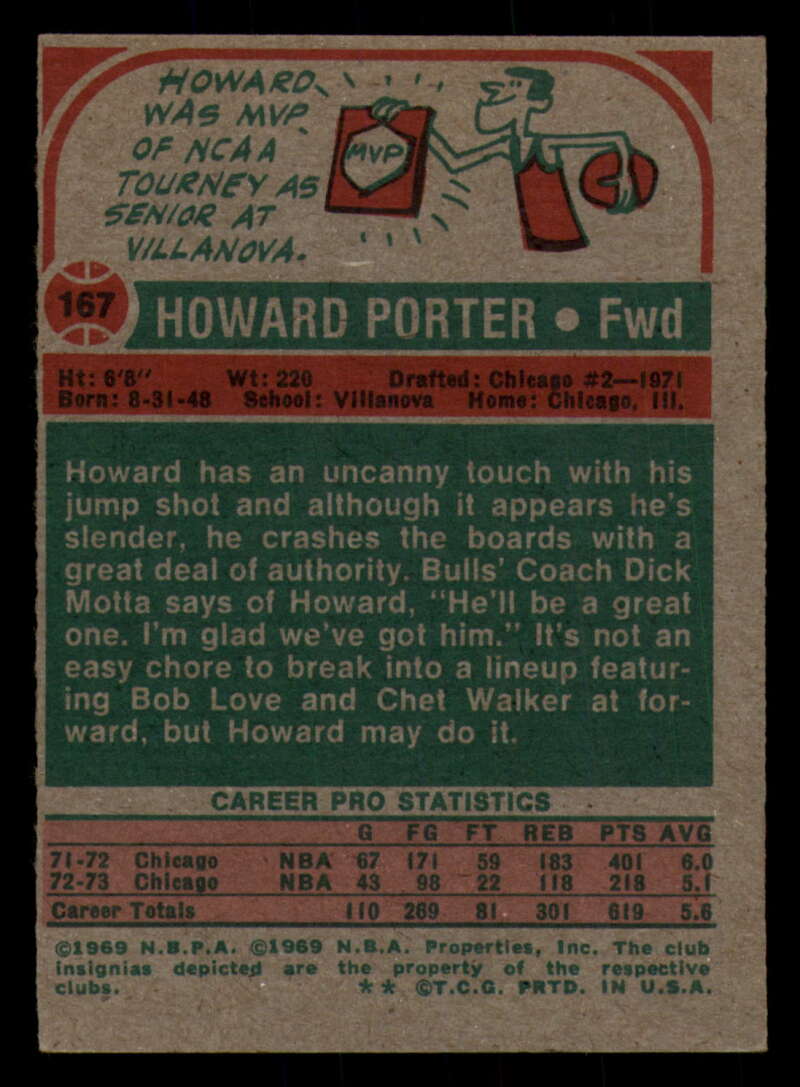 HOWARD
WAS MVP
OF NCAA
TOURNEY AS
SENIOR AT
VILLANOVA.
MVP
167
HOWARD PORTER • Fwd
Ht: 6'8" Wt: 220 Drafted: Chicago #2—1971
Born: 8-31-48 School: Villanova Home: Chicago, Ill.
Howard has an uncanny touch with his
jump shot and although it appears he's
slender, he crashes the boards with a
great deal of authority. Bulls' Coach Dick
Motta says of Howard, "He'll be a great
one. I'm glad we've got him." It's not an
easy chore to break into a lineup featur-
ing Bob Love and Chet Walker at for-
ward, but Howard may do it.
CAREER PRO STATISTICS
G FG FT REB PTS AVG
71-72 Chicago NBA 67 171 59 183 401 6.0
72-73 Chicago NBA 43 98 22 118 218 5.1
Career Totals 110 269 81 301 619 5.6
©1969 N.B.P.A. ©1969 N.B.A. Properties, Inc. The club
insignias depicted are the property of the respective
clubs. ** ©T.C.G. PRTD. IN U.S.A.